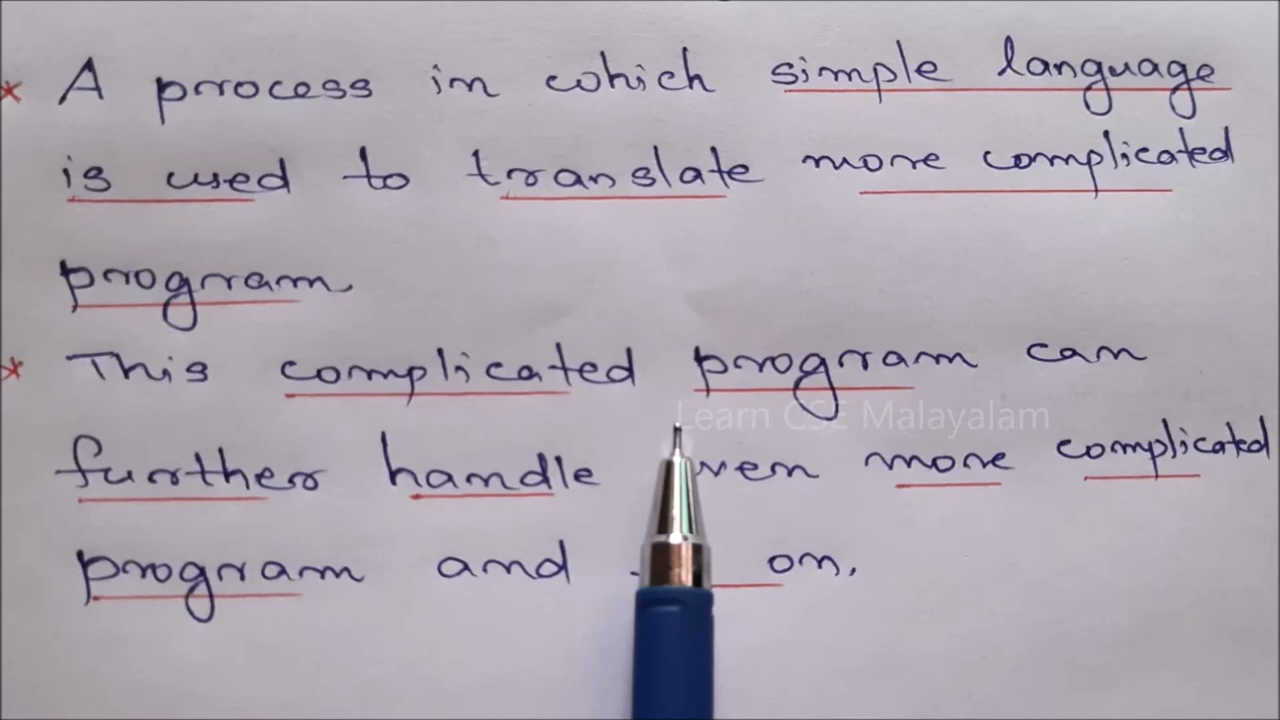 * A process in which simple language
is used to translate more complicated
program.
* This complicated program can
Learn CSE Malayalam
further handle even more complicated
program and on.